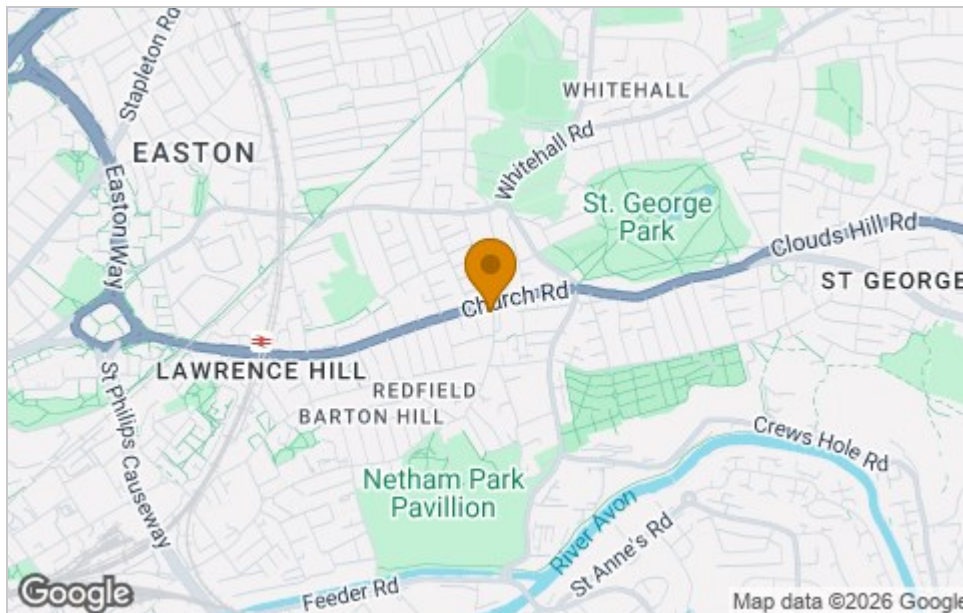 Stapleton Rd
WHITEHALL
EASTON
Whitehall Rd
Easton Way
St. George
Park
Clouds Hill Rd
ST GEORGE
Church Rd
LAWRENCE HILL
REDFIELD
BARTON HILL
St Philips Causeway
Crews Hole Rd
Netham Park
Pavillion
River Avon
St Anne's Rd
Feeder Rd
Google
Map data ©2026 Google